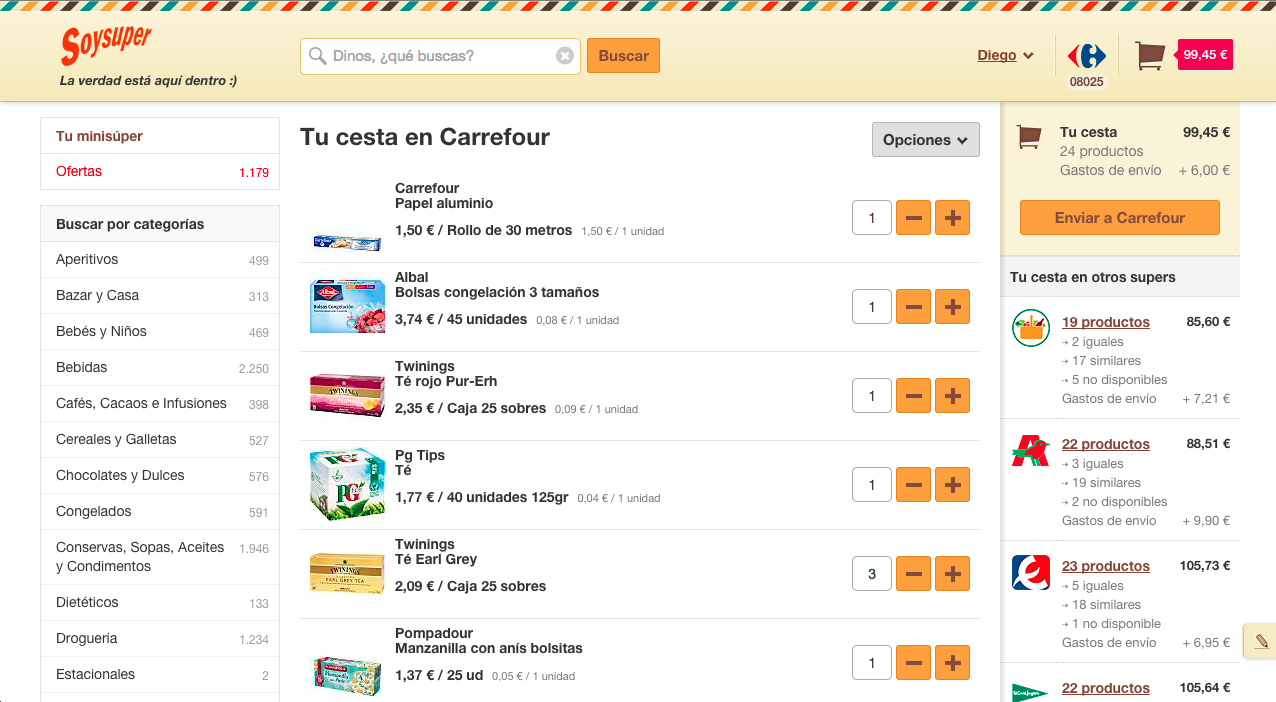 Soysuper
La verdad está aquí dentro :)
Dinos, ¿qué buscas?
Buscar
Diego
08025
99,45 €
Tu minisúper
Ofertas 1.179
Buscar por categorías
Aperitivos 499
Bazar y Casa 313
Bebés y Niños 469
Bebidas 2.250
Cafés, Cacaos e Infusiones 398
Cereales y Galletas 527
Chocolates y Dulces 576
Congelados 591
Conservas, Sopas, Aceites 1.946
y Condimentos
Dietéticos 133
Droguería 1.234
Estacionales 2
Tu cesta en Carrefour
Opciones
Carrefour
Papel aluminio
1,50 € / Rollo de 30 metros 1,50 € / 1 unidad
1
Albal
Bolsas Congelación
Albal
Bolsas congelación 3 tamaños
3,74 € / 45 unidades 0,08 € / 1 unidad
1
TWININGS
Twinings
Té rojo Pur-Erh
2,35 € / Caja 25 sobres 0,09 € / 1 unidad
1
PG
Pg Tips
Té
1,77 € / 40 unidades 125gr 0,04 € / 1 unidad
1
TWININGS
EARL GREY TEA
Twinings
Té Earl Grey
2,09 € / Caja 25 sobres
3
Manzanilla
Pompadour
Manzanilla con anís bolsitas
1,37 € / 25 ud 0,05 € / 1 unidad
1
Tu cesta 99,45 €
24 productos
Gastos de envío + 6,00 €
Enviar a Carrefour
Tu cesta en otros supers
19 productos 85,60 €
→ 2 iguales
→ 17 similares
→ 5 no disponibles
Gastos de envío + 7,21 €
22 productos 88,51 €
→ 3 iguales
→ 19 similares
→ 2 no disponibles
Gastos de envío + 9,90 €
23 productos 105,73 €
→ 5 iguales
→ 18 similares
→ 1 no disponible
Gastos de envío + 6,95 €
22 productos 105,64 €